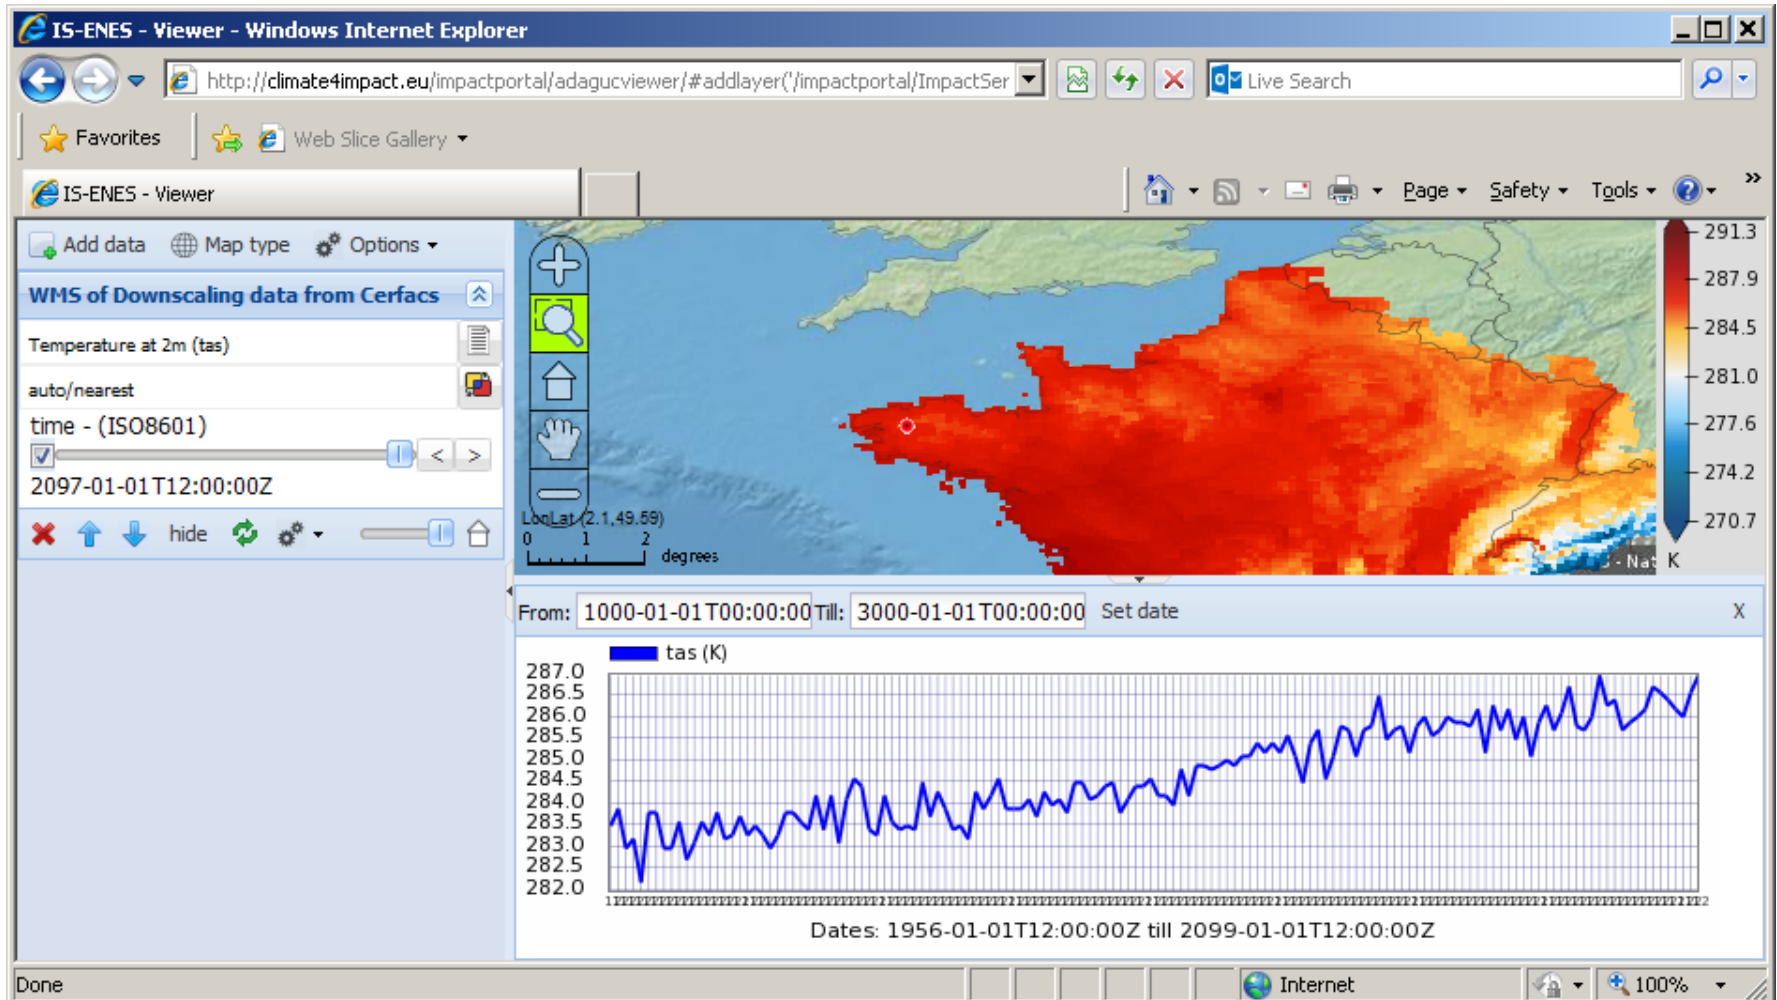 IS-ENES - Viewer - Windows Internet Explorer
http://climate4impact.eu/impactportal/adagucviewer/#addlayer('/impactportal/ImpactSer
Live Search
Favorites
Web Slice Gallery
IS-ENES - Viewer
Page
Safety
Tools
Add data
Map type
Options
WMS of Downscaling data from Cerfacs
Temperature at 2m (tas)
auto/nearest
time - (ISO8601)
< >
2097-01-01T12:00:00Z
hide
LonLat (2.1,49.59)
0 1 2
degrees
291.3
287.9
284.5
281.0
277.6
274.2
270.7
K
- Nat
From: 1000-01-01T00:00:00 Till: 3000-01-01T00:00:00 Set date X
tas (K)
287.0
286.5
286.0
285.5
285.0
284.5
284.0
283.5
283.0
282.5
282.0
Dates: 1956-01-01T12:00:00Z till 2099-01-01T12:00:00Z
Done
Internet
100%